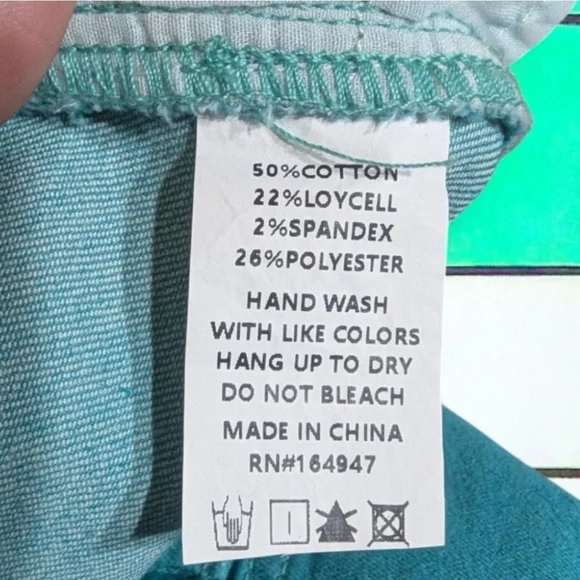 50%COTTON
22%LOYCELL
2%SPANDEX
26%POLYESTER
HAND WASH
WITH LIKE COLORS
HANG UP TO DRY
DO NOT BLEACH
MADE IN CHINA
RN#164947